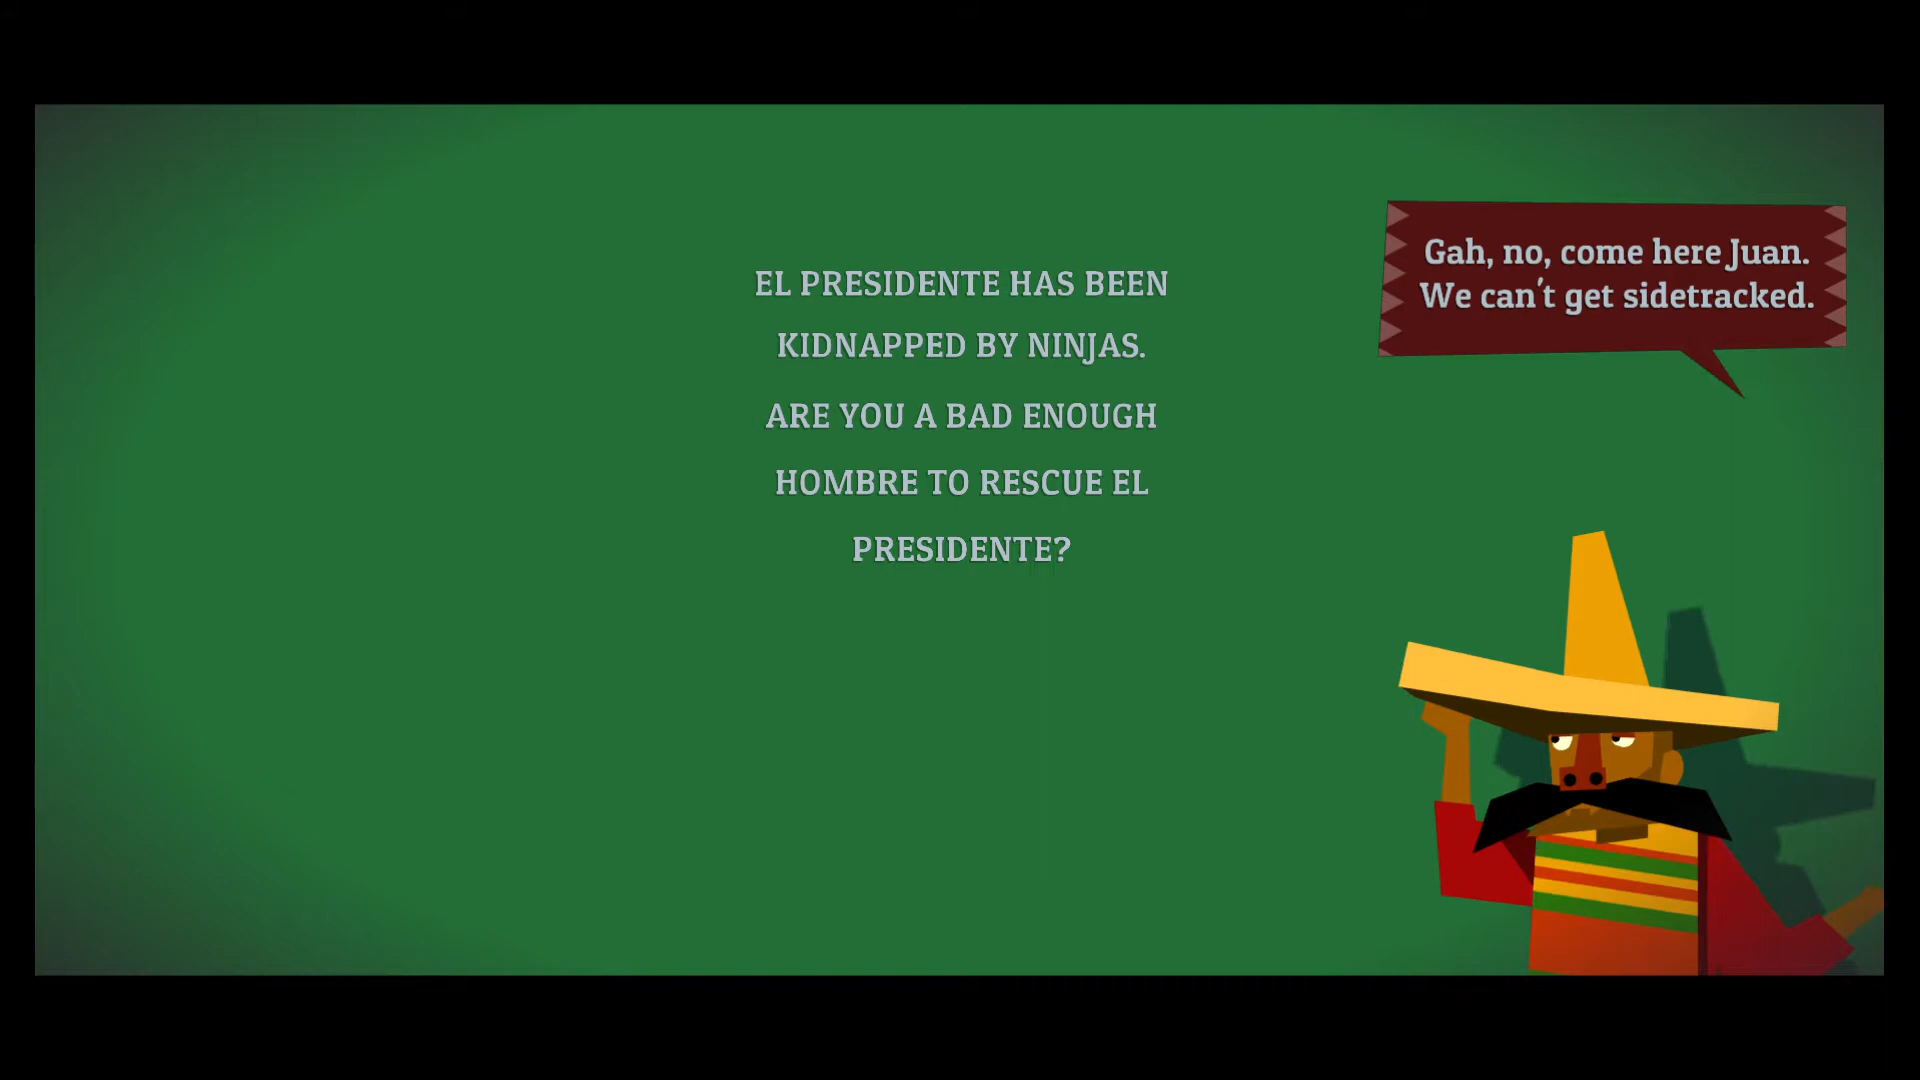 EL PRESIDENTE HAS BEEN
KIDNAPPED BY NINJAS.
ARE YOU A BAD ENOUGH
HOMBRE TO RESCUE EL
PRESIDENTE?
Gah, no, come here Juan.
We can't get sidetracked.